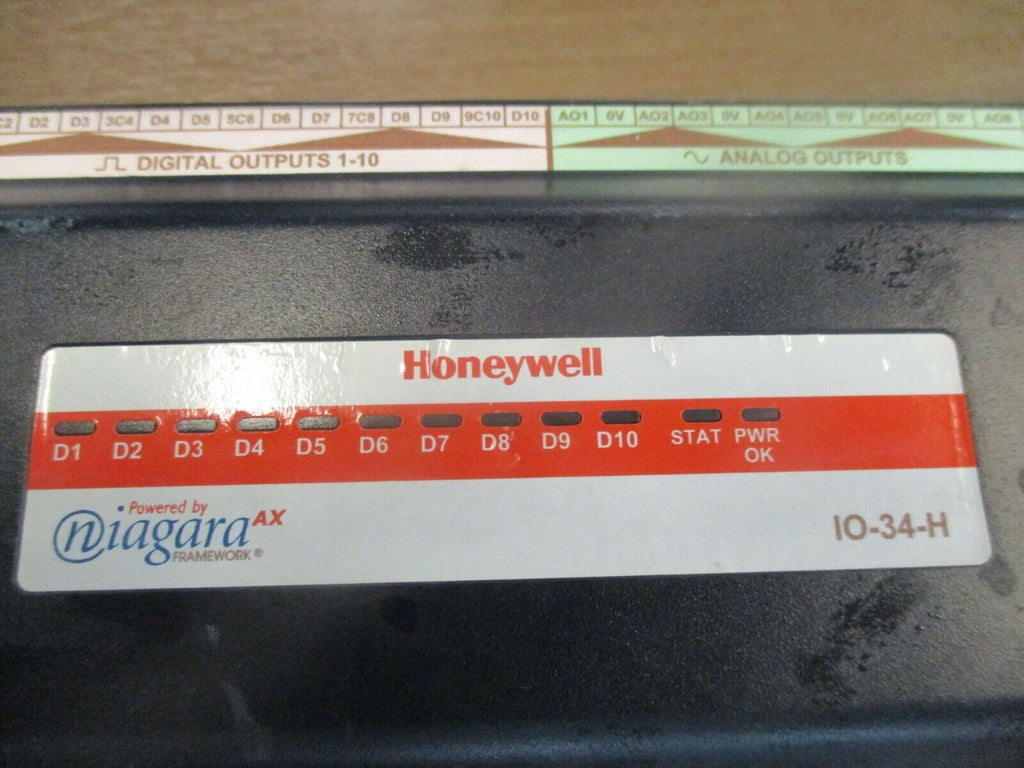 C2 D2 D3 3C4 D4 D5 5C6 D6 D7 7C8 D8 D9 9C10 D10 AO1 0V AO2 AO3 0V AO4 AO5 0V AO6 AO7 0V AO8
DIGITAL OUTPUTS 1-10 ANALOG OUTPUTS
Honeywell
D1 D2 D3 D4 D5 D6 D7 D8 D9 D10 STAT PWR
OK
Powered by
niagara AX
FRAMEWORK®
IO-34-H